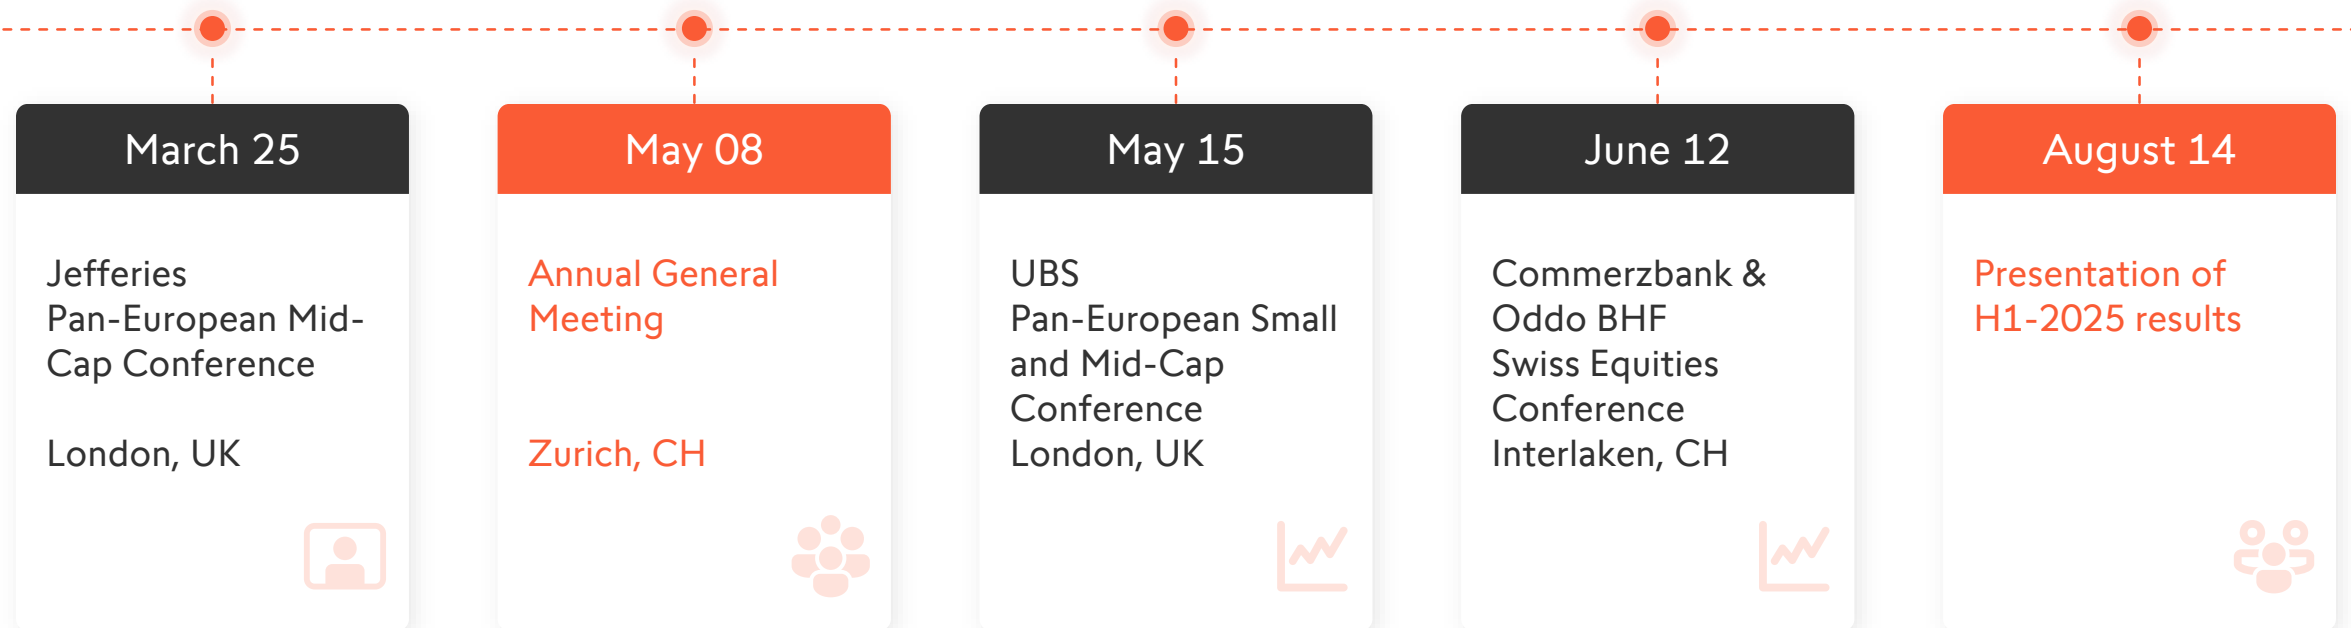 March 25
Jefferies
Pan-European Mid-
Cap Conference
London, UK
May 08
Annual General
Meeting
Zurich, CH
May 15
UBS
Pan-European Small
and Mid-Cap
Conference
London, UK
June 12
Commerzbank &
Oddo BHF
Swiss Equities
Conference
Interlaken, CH
August 14
Presentation of
H1-2025 results